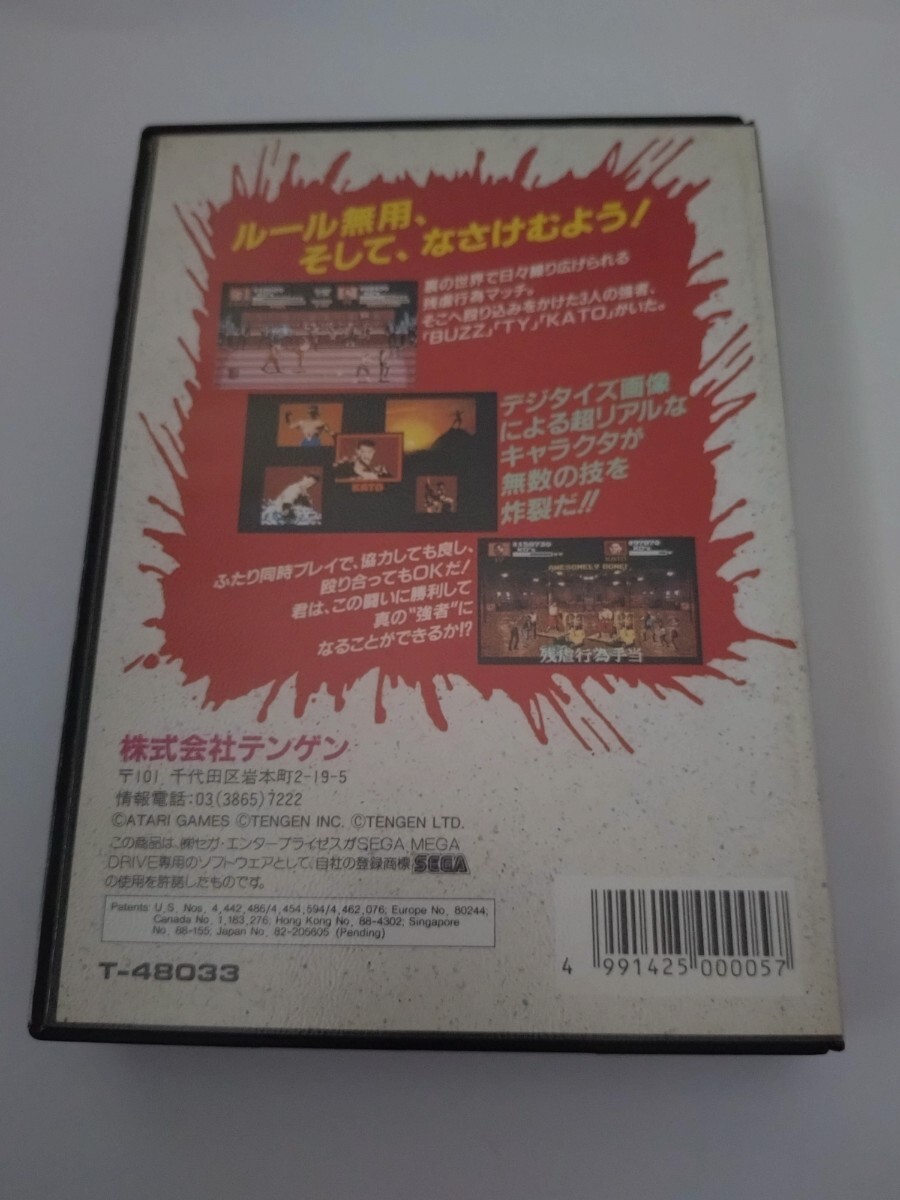 ルール無用、
そして、なさけむよう!
裏の世界で日々繰り広げられる
残虐行為マッチ。
そこへ殴り込みをかけた3人の強者、
「BUZZ」「TY」「KATO」がいた。
デジタイズ画像
による超リアルな
キャラクタが
無数の技を
炸裂だ!!
KATO
ふたり同時プレイで、協力しても良し、
殴り合ってもOKだ!
君は、この闘いに勝利して
真の"強者"に
なることができるか!?
AWESOMELY DONE!
残虐行為手当
株式会社テンゲン
〒101 千代田区岩本町2-19-5
情報電話:03(3865)7222
©ATARI GAMES ©TENGEN INC. ©TENGEN LTD.
この商品は、㈱セガ・エンタープライゼスがSEGA MEGA
DRIVE専用のソフトウェアとして、自社の登録商標SEGA
の使用を許諾したものです。
Patents: U.S. Nos. 4,442,486/4,454,594/4,462,076; Europe No. 80244;
Canada No. 1,183,276; Hong Kong No. 88-4302; Singapore
No. 88-155; Japan No. 82-205605 (Pending)
T-48033
4 991425 000057